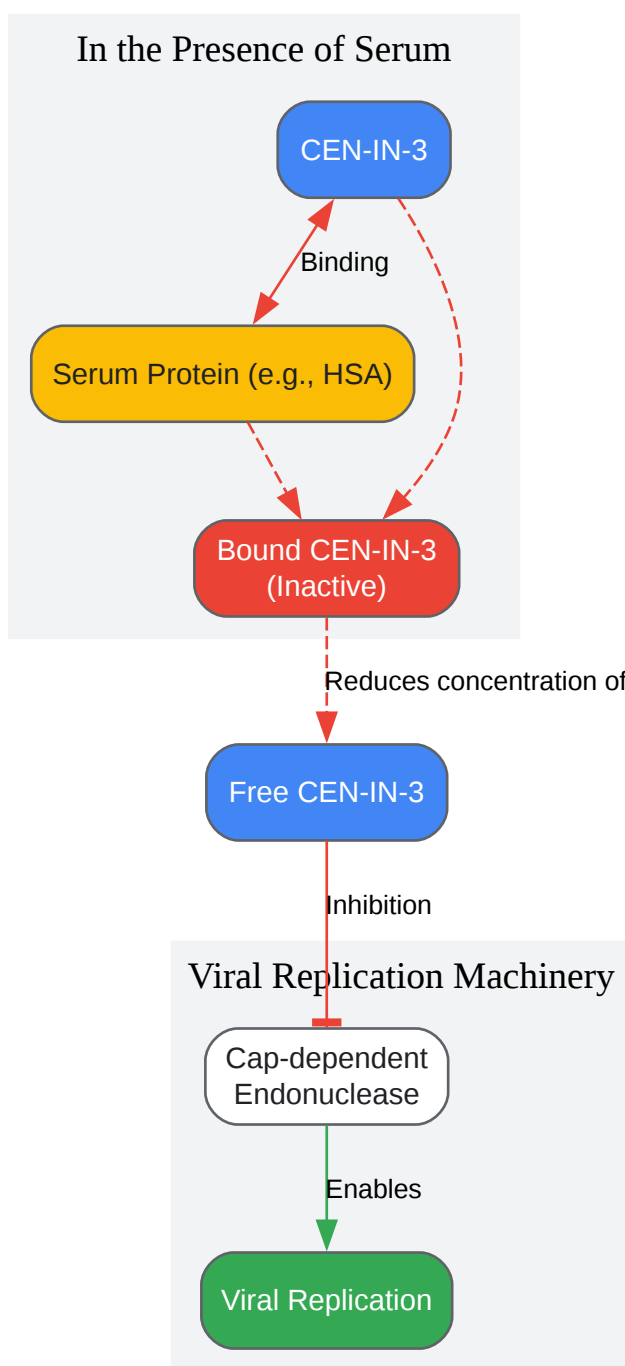 In the Presence of Serum
CEN-IN-3
Binding
Serum Protein (e.g., HSA)
Bound CEN-IN-3
(Inactive)
Reduces concentration of
Free CEN-IN-3
Inhibition
Viral Replication Machinery
Cap-dependent
Endonuclease
Enables
Viral Replication